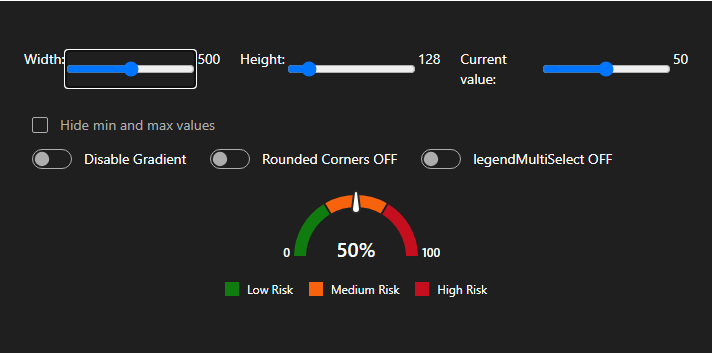 Width: 500 Height: 128 Current value: 50
Hide min and max values
Disable Gradient Rounded Corners OFF legendMultiSelect OFF
0 50% 100
Low Risk Medium Risk High Risk